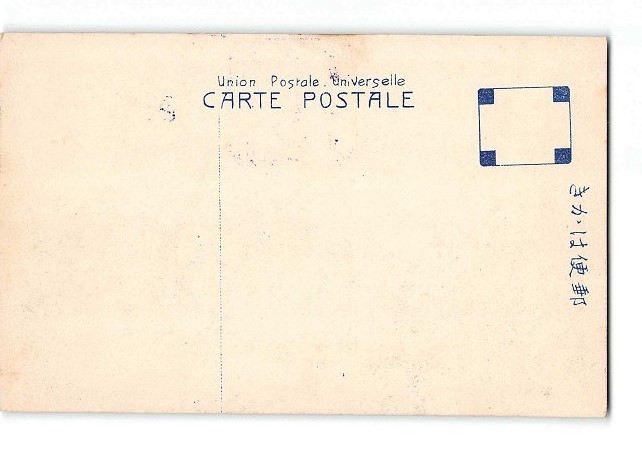 Union Postale Universelle
CARTE POSTALE
郵便はがき